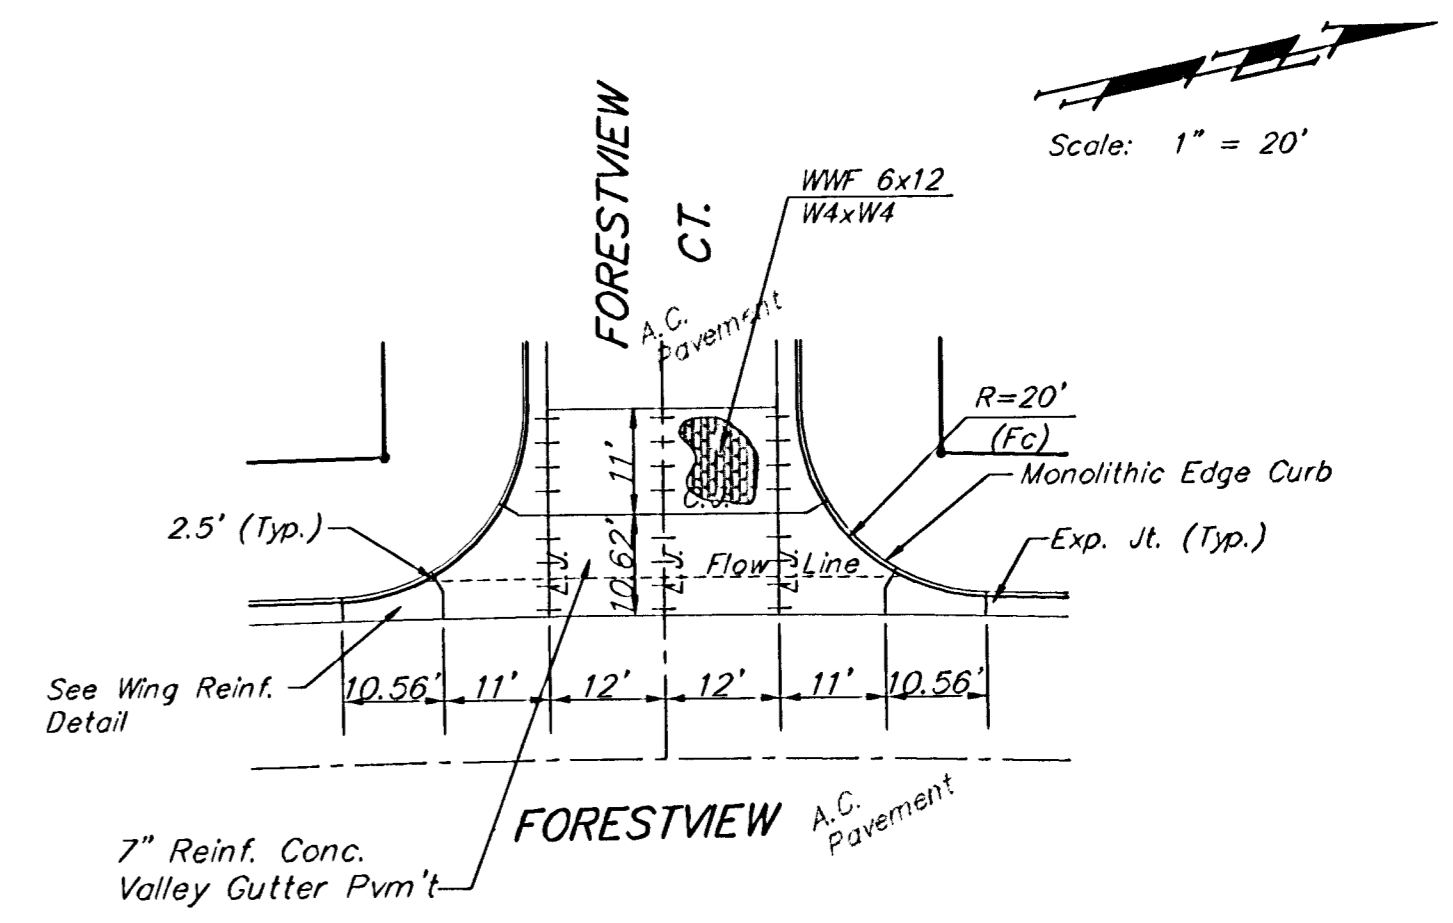 Scale: 1" = 20'
FORESTVIEW
CT.
WWF 6x12
W4xW4
A.C.
Pavement
R=20'
(Fc)
Monolithic Edge Curb
11'
C.J.
2.5' (Typ.)
10.62'
L.J.
L.J.
L.J.
Flow Line
Exp. Jt. (Typ.)
See Wing Reinf.
Detail
10.56'
11'
12'
12'
11'
10.56'
FORESTVIEW
A.C.
Pavement
7" Reinf. Conc.
Valley Gutter Pvm't